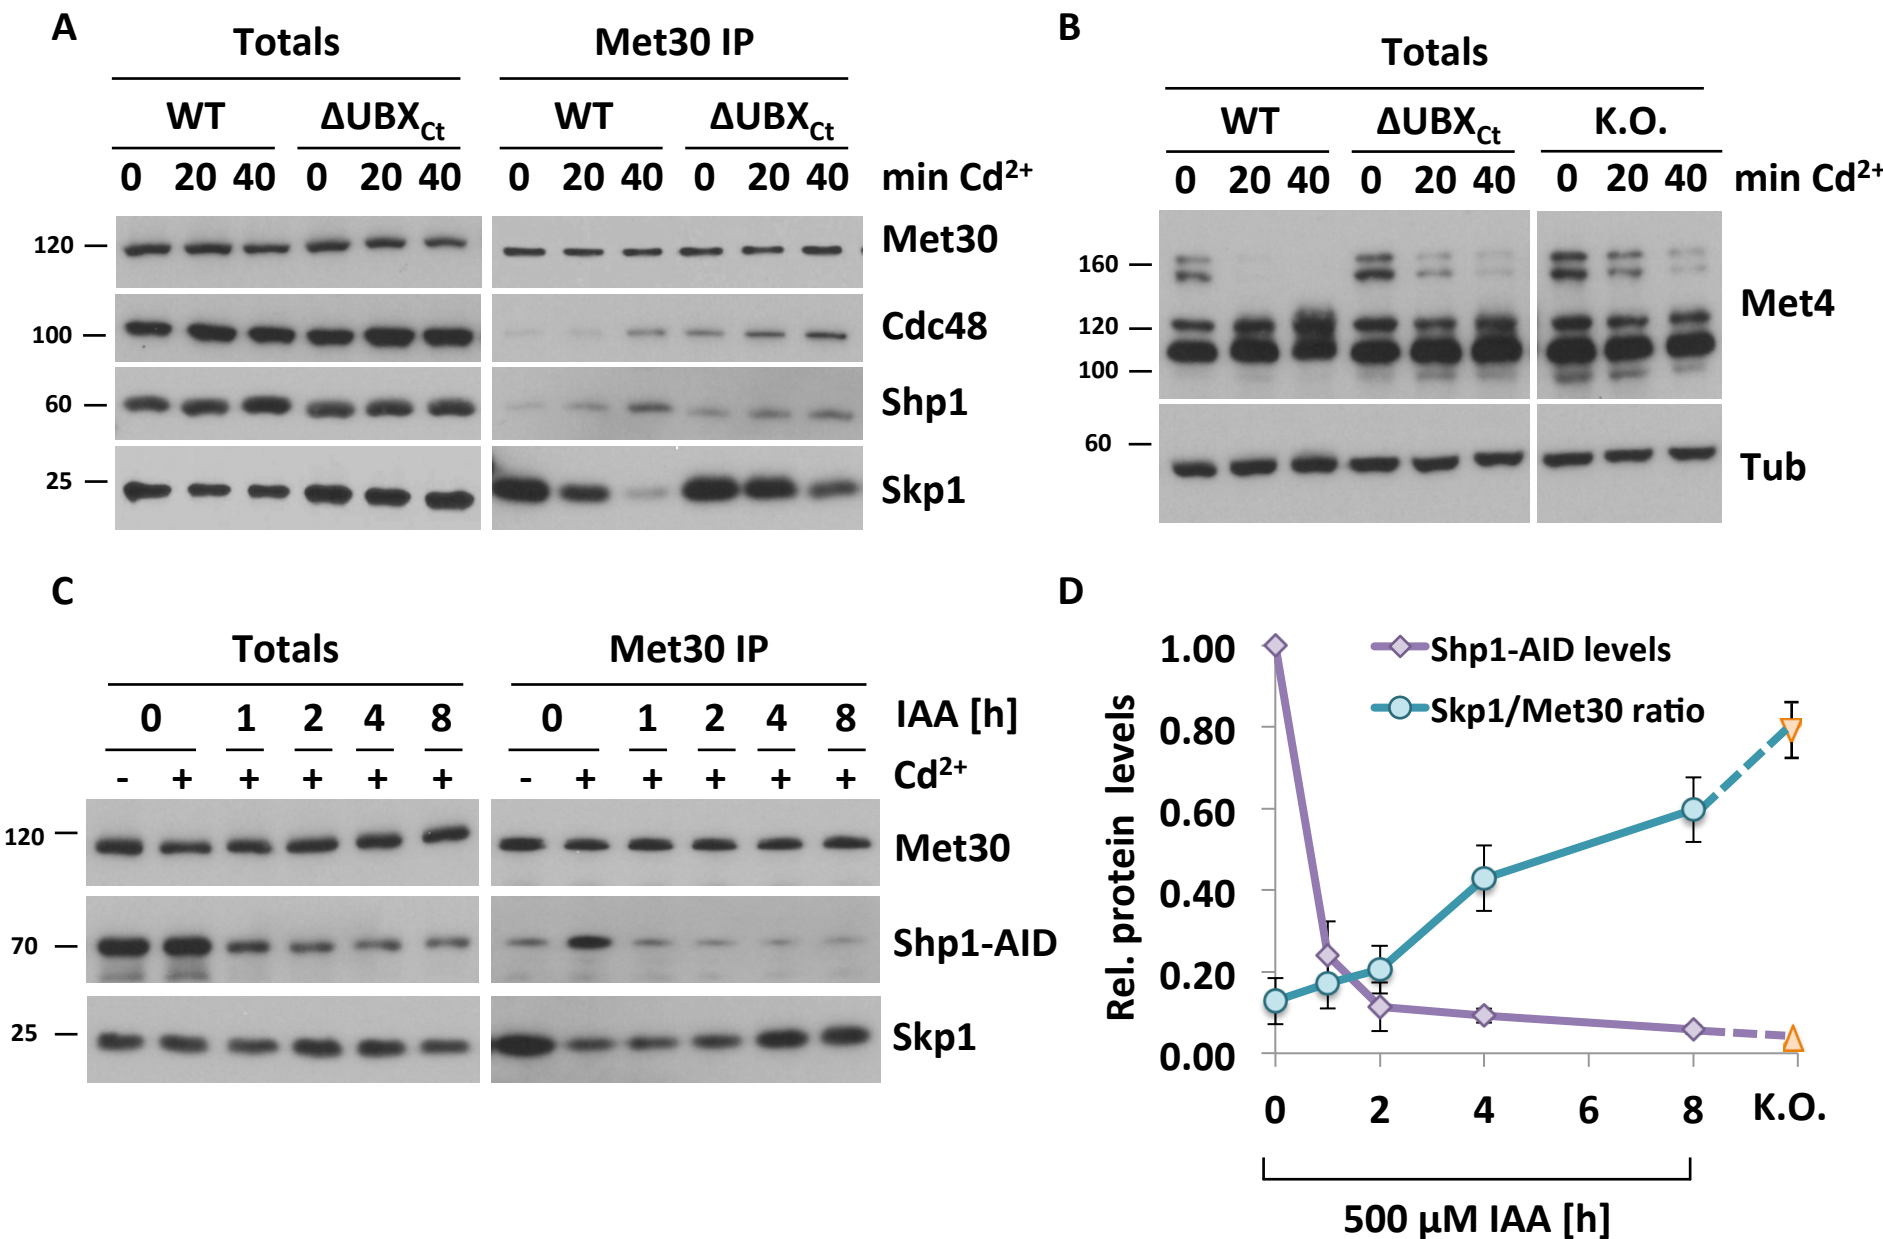 A
Totals
Met30 IP
WT
ΔUBXCt
WT
ΔUBXCt
0 20 40 0 20 40
0 20 40 0 20 40
min Cd2+
120
Met30
100
Cdc48
60
Shp1
25
Skp1
B
Totals
WT
ΔUBXCt
K.O.
0 20 40 0 20 40 0 20 40
min Cd2+
160
120
100
Met4
60
Tub
C
Totals
Met30 IP
0 1 2 4 8
0 1 2 4 8
IAA [h]
- + + + + +
- + + + + +
Cd2+
120
Met30
70
Shp1-AID
25
Skp1
D
Shp1-AID levels
Skp1/Met30 ratio
Rel. protein levels
1.00
0.80
0.60
0.40
0.20
0.00
0 2 4 6 8 K.O.
500 µM IAA [h]